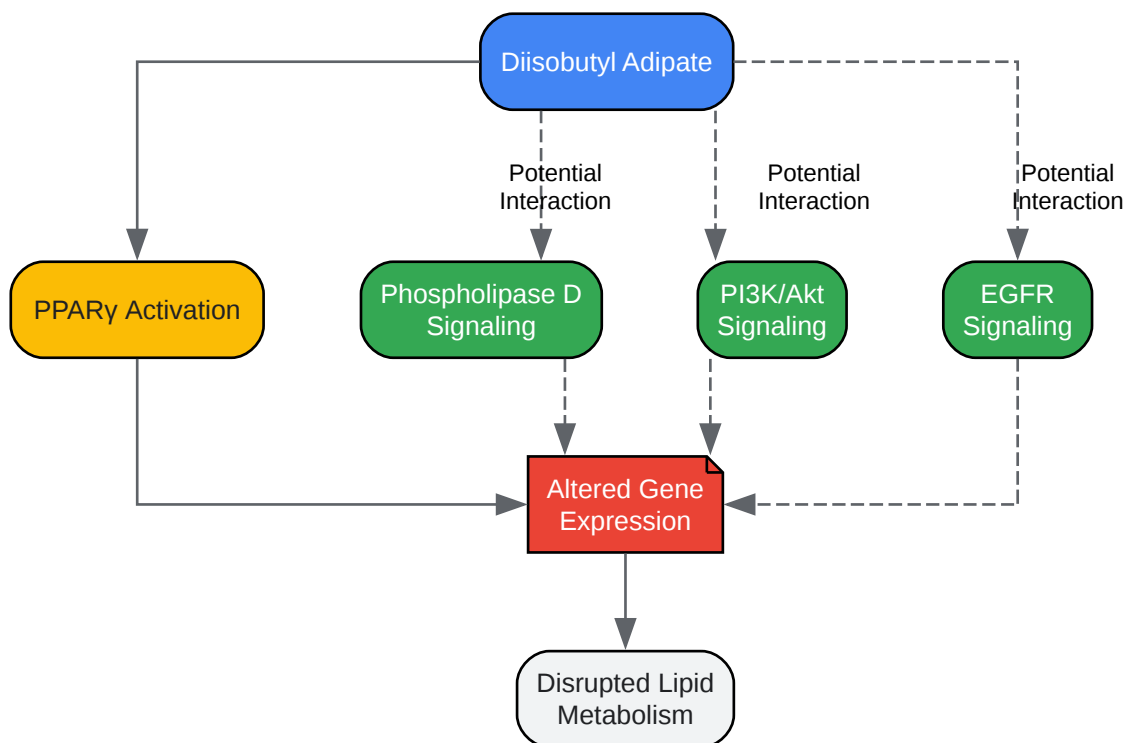 Diisobutyl Adipate
Potential
Interaction
Potential
Interaction
Potential
Interaction
PPARγ Activation
Phospholipase D
Signaling
PI3K/Akt
Signaling
EGFR
Signaling
Altered Gene
Expression
Disrupted Lipid
Metabolism